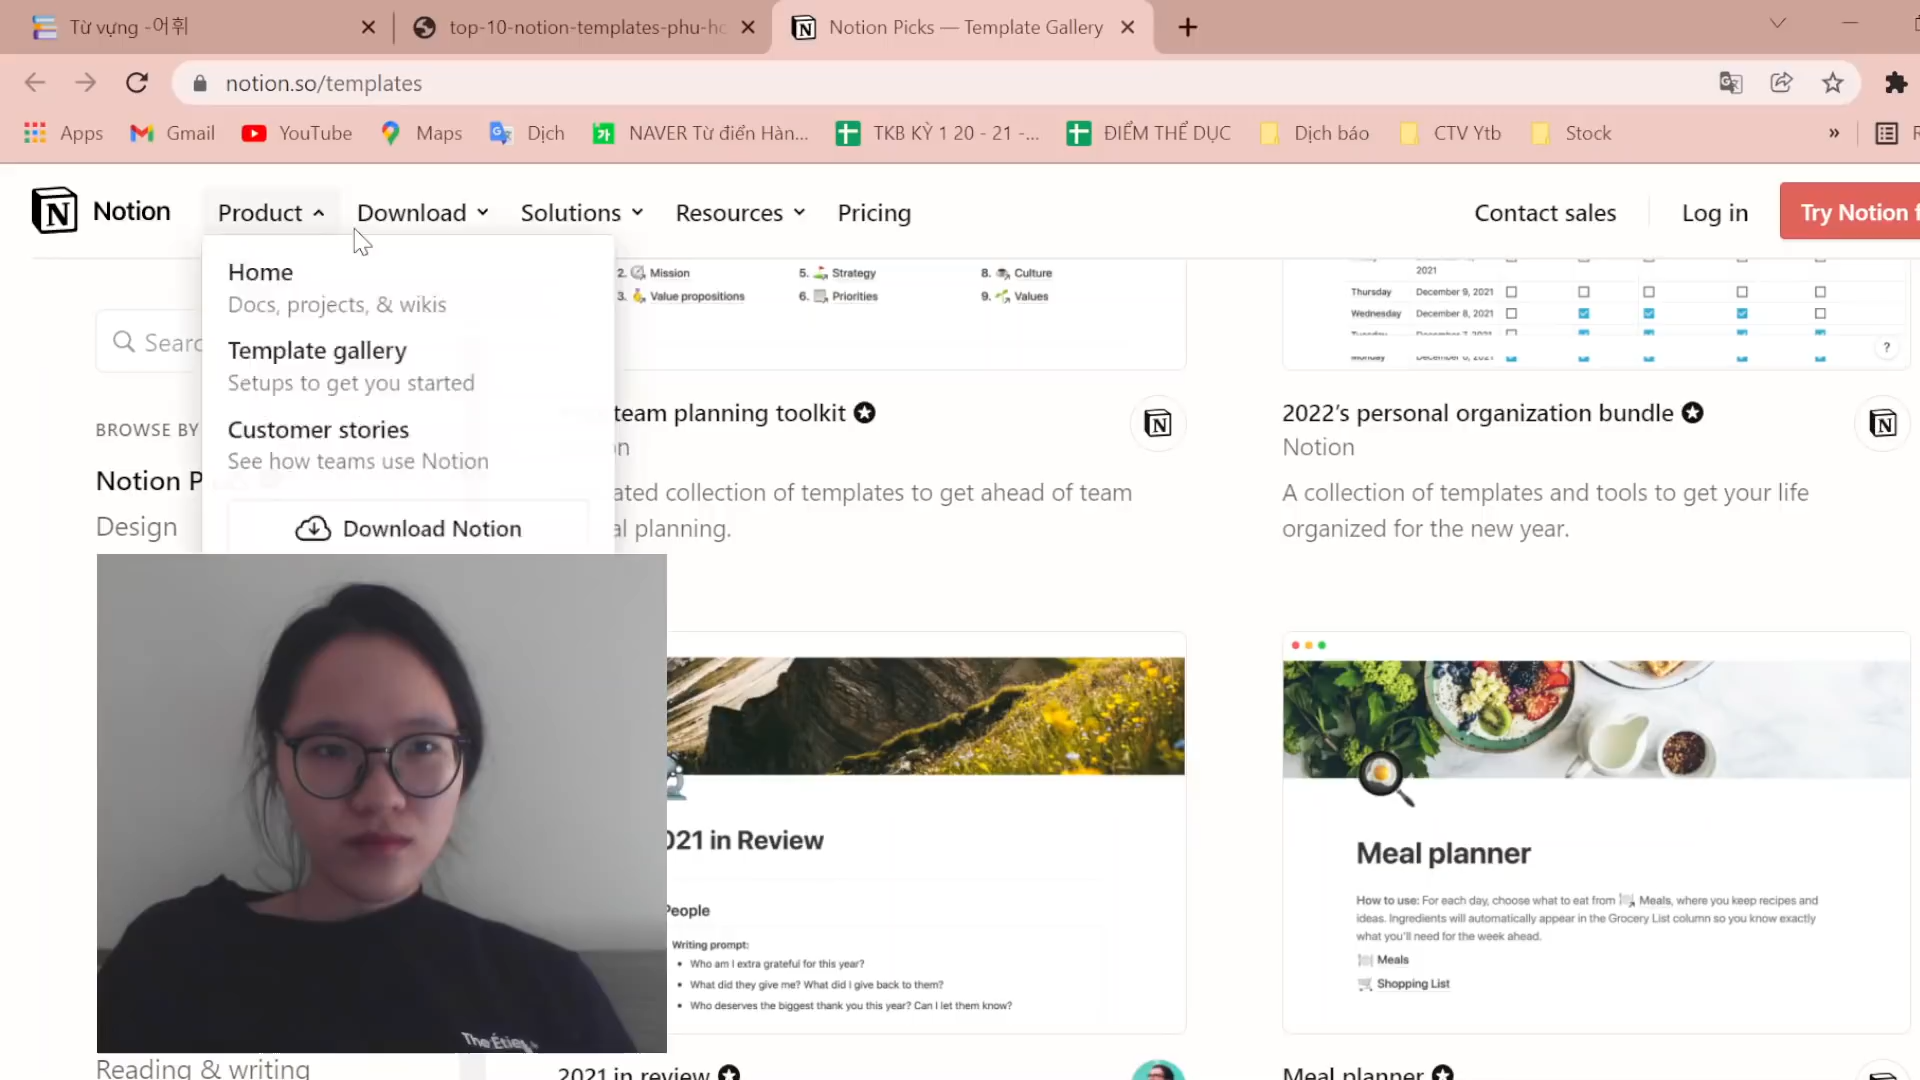 Từ vựng -어휘
top-10-notion-templates-phu-ho
Notion Picks — Template Gallery
notion.so/templates
Apps
Gmail
YouTube
Maps
Dịch
NAVER Từ điển Hàn...
TKB KỲ 1 20 - 21 -...
ĐIỂM THỂ DỤC
Dịch báo
CTV Ytb
Stock
»
Notion
Product
Download
Solutions
Resources
Pricing
Contact sales
Log in
Try Notion f
Home
Docs, projects, & wikis
Template gallery
Setups to get you started
Customer stories
See how teams use Notion
Download Notion
Searc
BROWSE BY
Notion P
Design
Reading & writing
2. Mission
5. Strategy
8. Culture
3. Value propositions
6. Priorities
9. Values
team planning toolkit
n
ated collection of templates to get ahead of team
al planning.
2021
Thursday December 9, 2021
Wednesday December 8, 2021
?
2022’s personal organization bundle
Notion
A collection of templates and tools to get your life
organized for the new year.
021 in Review
People
Writing prompt:
• Who am I extra grateful for this year?
• What did they give me? What did I give back to them?
• Who deserves the biggest thank you this year? Can I let them know?
2021 in review
Meal planner
How to use: For each day, choose what to eat from Meals, where you keep recipes and
ideas. Ingredients will automatically appear in the Grocery List column so you know exactly
what you'll need for the week ahead.
Meals
Shopping List
Meal planner